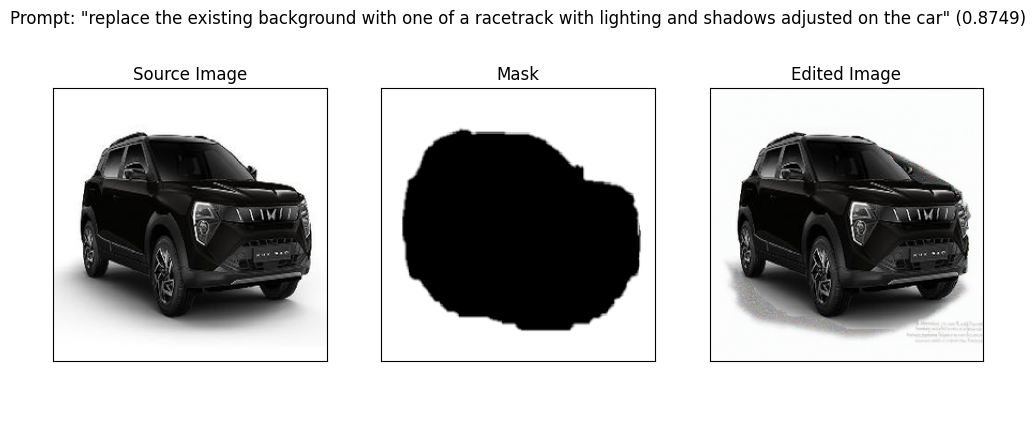 Prompt: "replace the existing background with one of a racetrack with lighting and shadows adjusted on the car" (0.8749)
Source Image
Mask
Edited Image